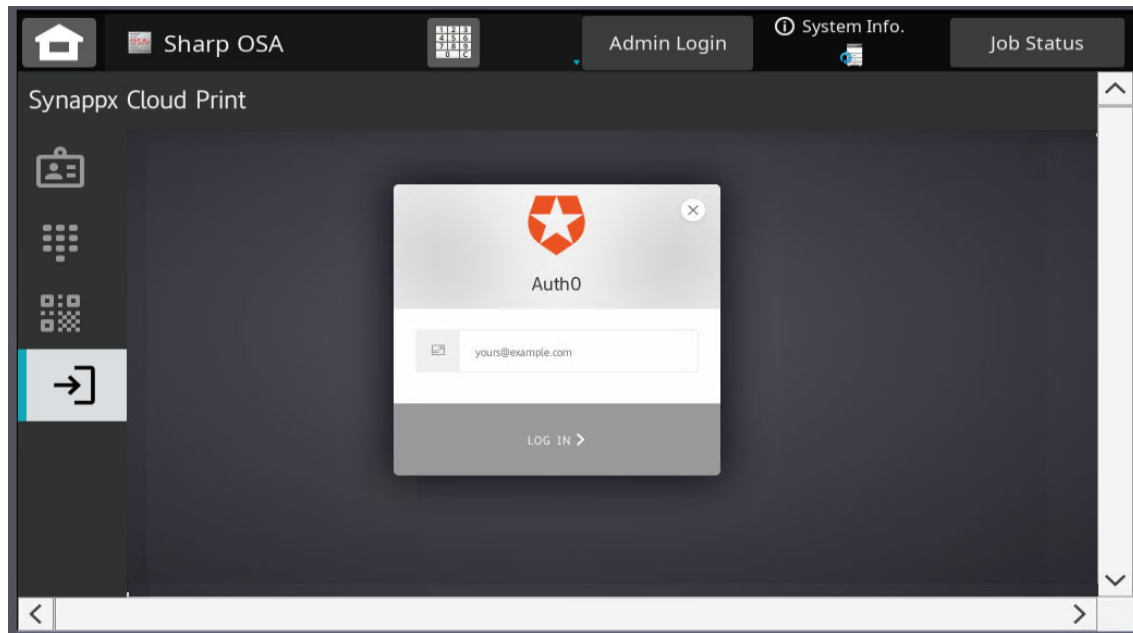 Sharp OSA
Admin Login
System Info.
Job Status
Synappx Cloud Print
Auth0
yours@example.com
LOG IN